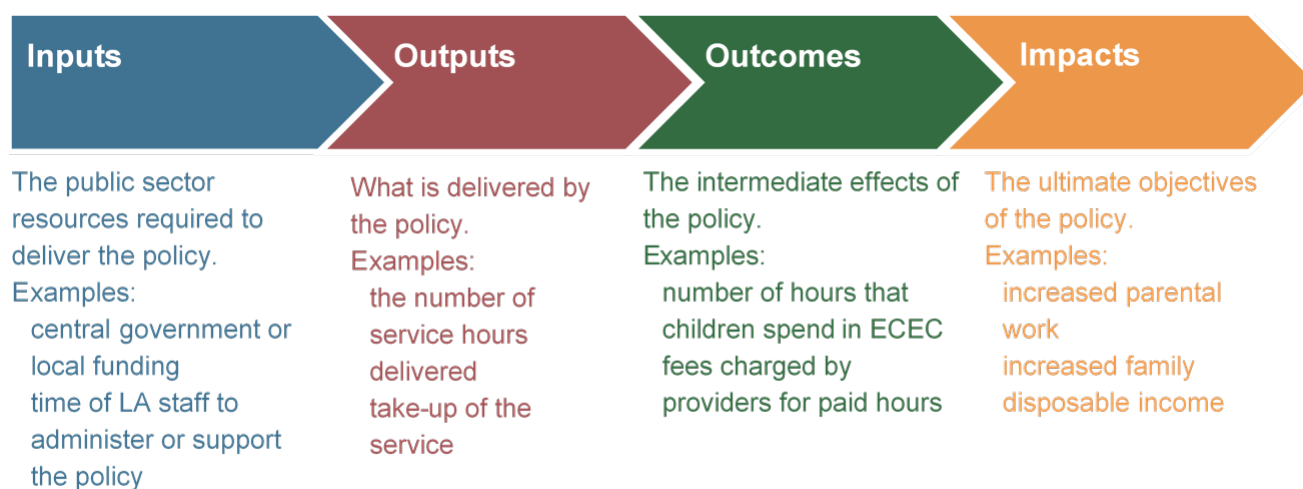 Inputs
Outputs
Outcomes
Impacts
The public sector
resources required to
deliver the policy.
Examples:
central government or
local funding
time of LA staff to
administer or support
the policy
What is delivered by
the policy.
Examples:
the number of
service hours
delivered
take-up of the
service
The intermediate effects of
the policy.
Examples:
number of hours that
children spend in ECEC
fees charged by
providers for paid hours
The ultimate objectives
of the policy.
Examples:
increased parental
work
increased family
disposable income